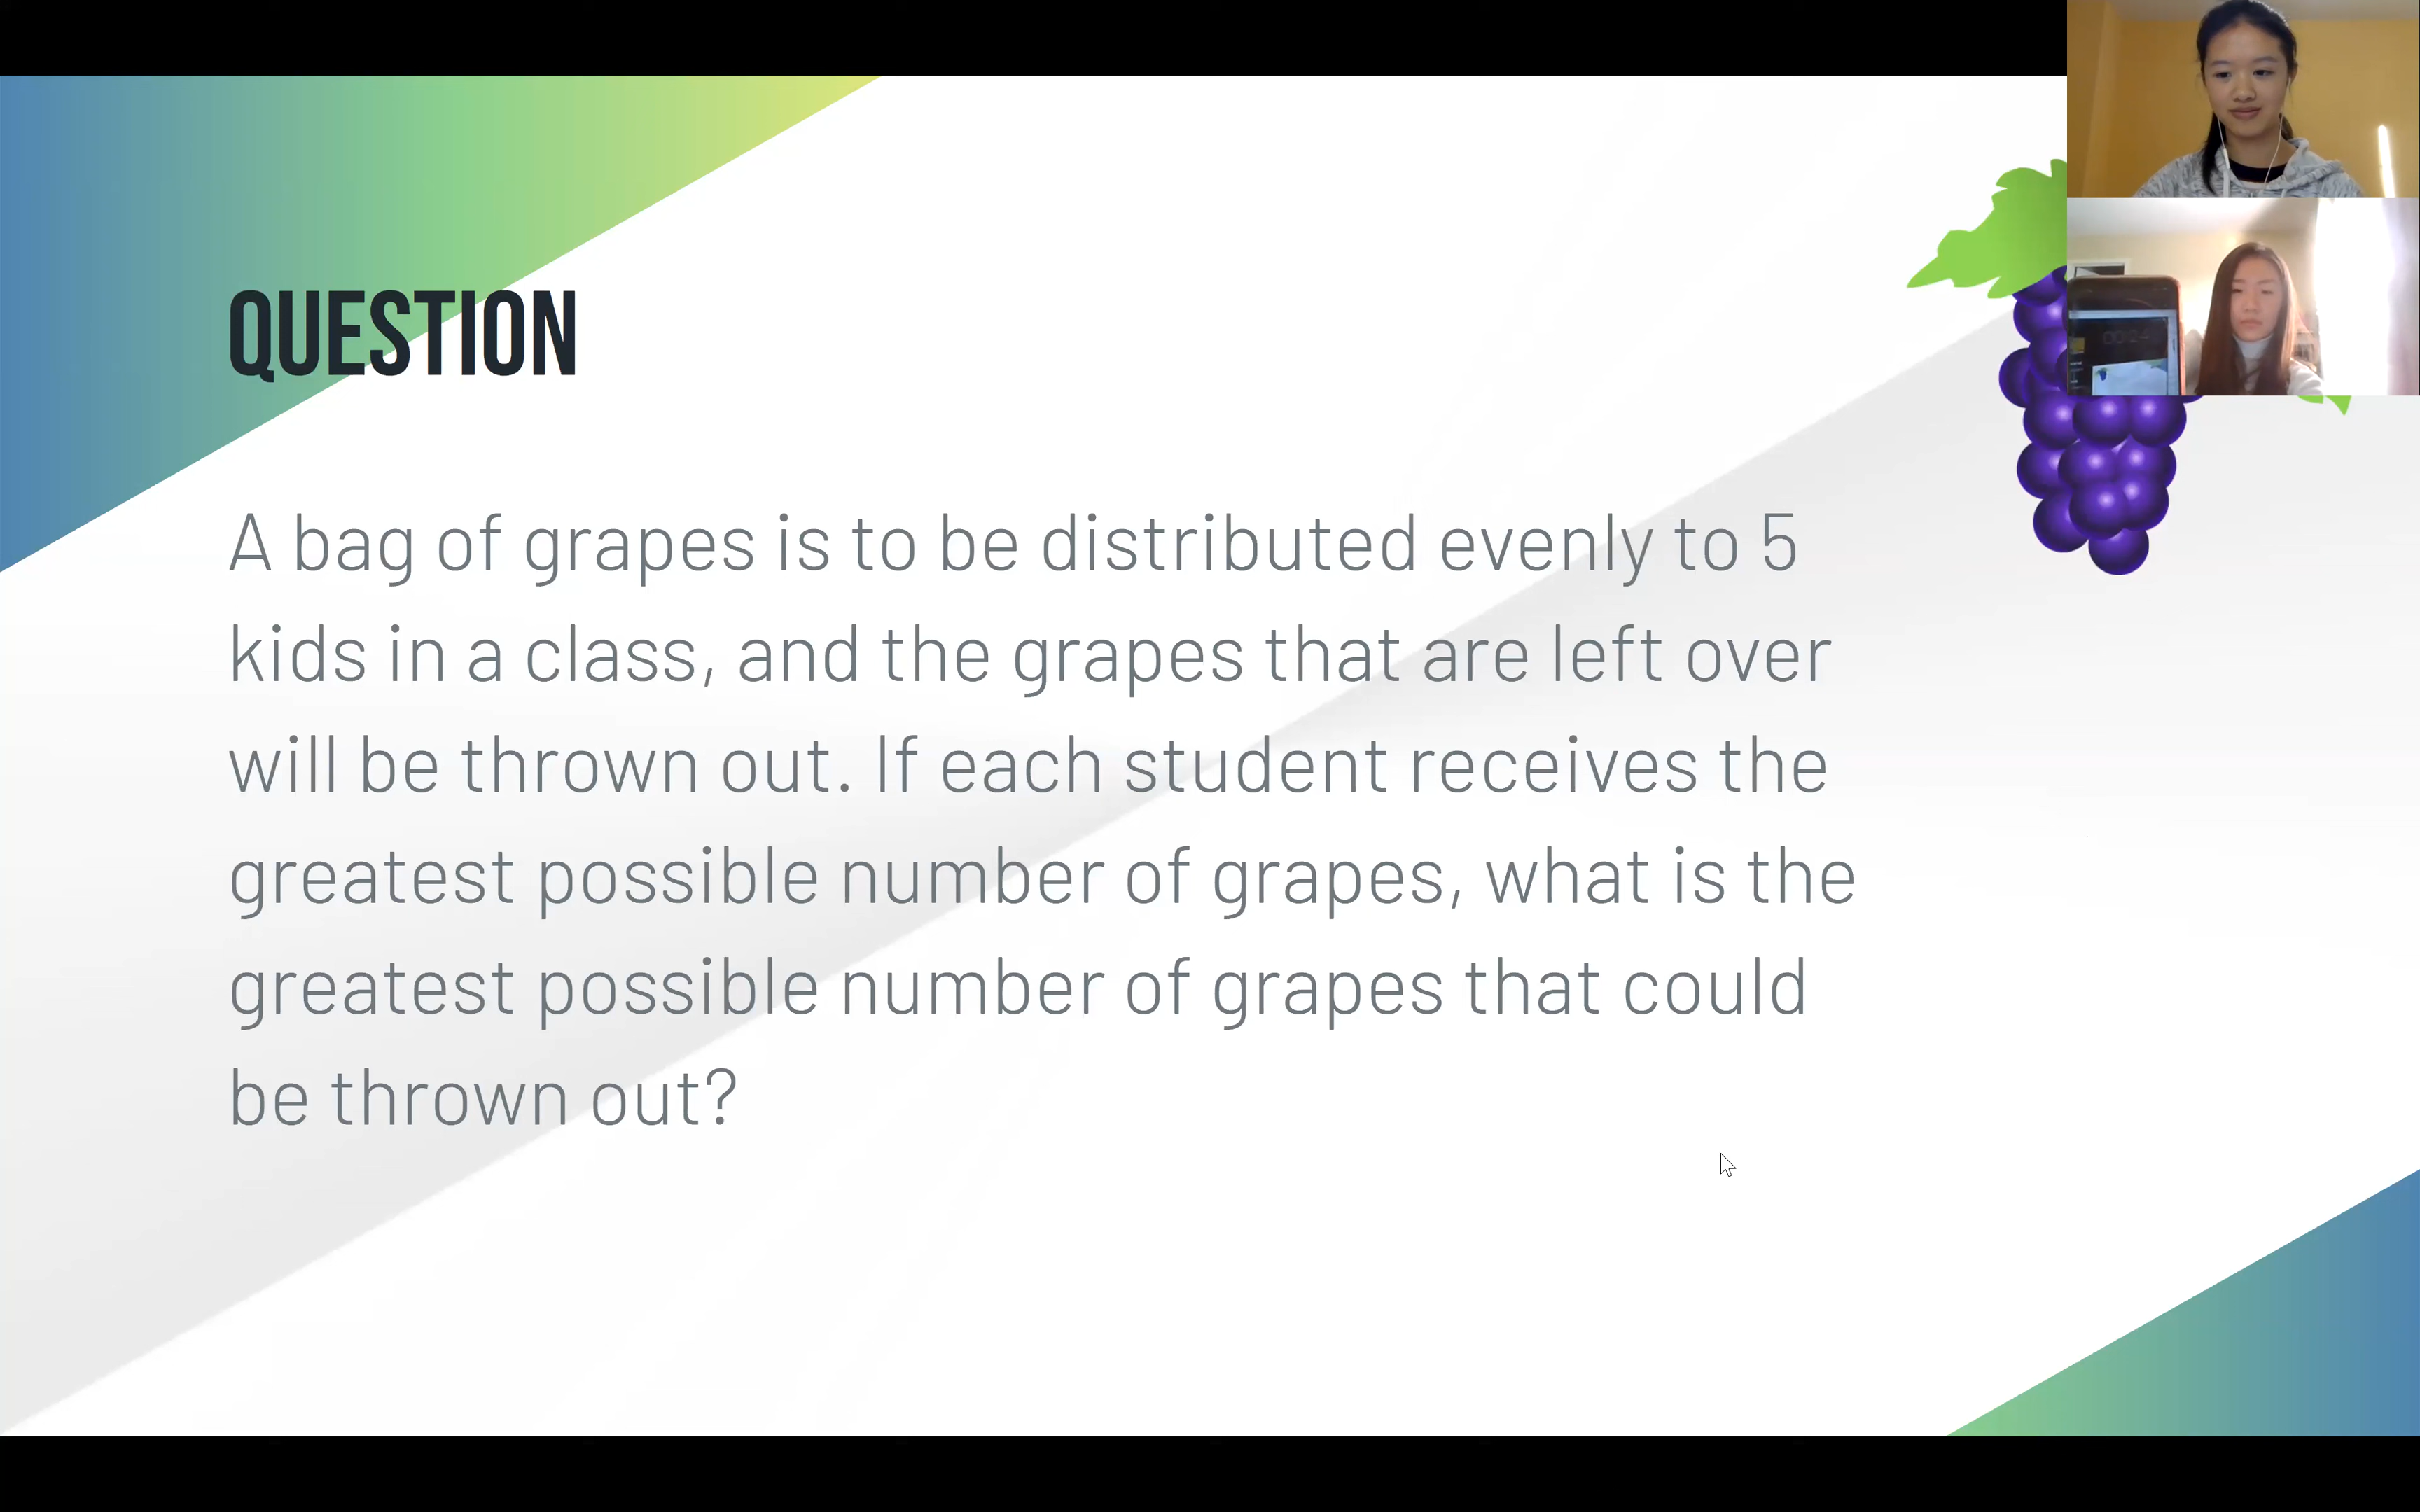 QUESTION
A bag of grapes is to be distributed evenly to 5
kids in a class, and the grapes that are left over
will be thrown out. If each student receives the
greatest possible number of grapes, what is the
greatest possible number of grapes that could
be thrown out?